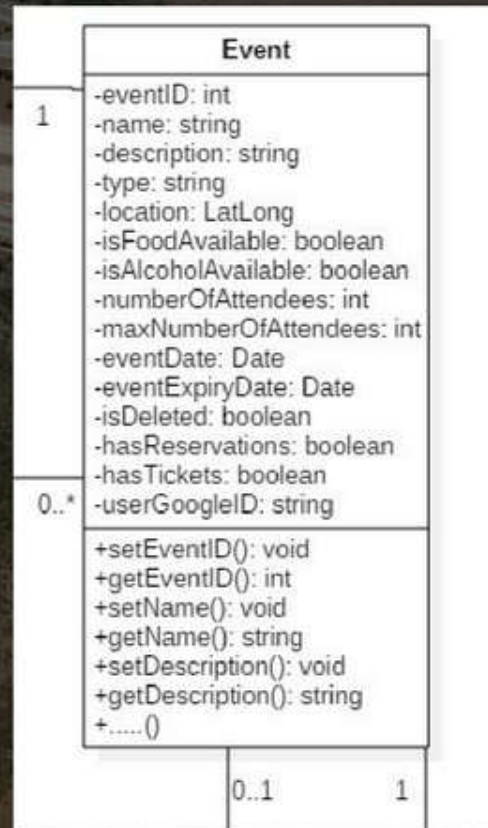 Event
-eventID: int
1
-name: string
-description: string
-type: string
-location: LatLong
-isFoodAvailable: boolean
-isAlcoholAvailable: boolean
-numberOfAttendees: int
-maxNumberOfAttendees: int
-eventDate: Date
-eventExpiryDate: Date
-isDeleted: boolean
-hasReservations: boolean
-hasTickets: boolean
0..*
-userGoogleID: string
+setEventID(): void
+getEventID(): int
+setName(): void
+getName(): string
+setDescription(): void
+getDescription(): string
+.....()
0..1 1